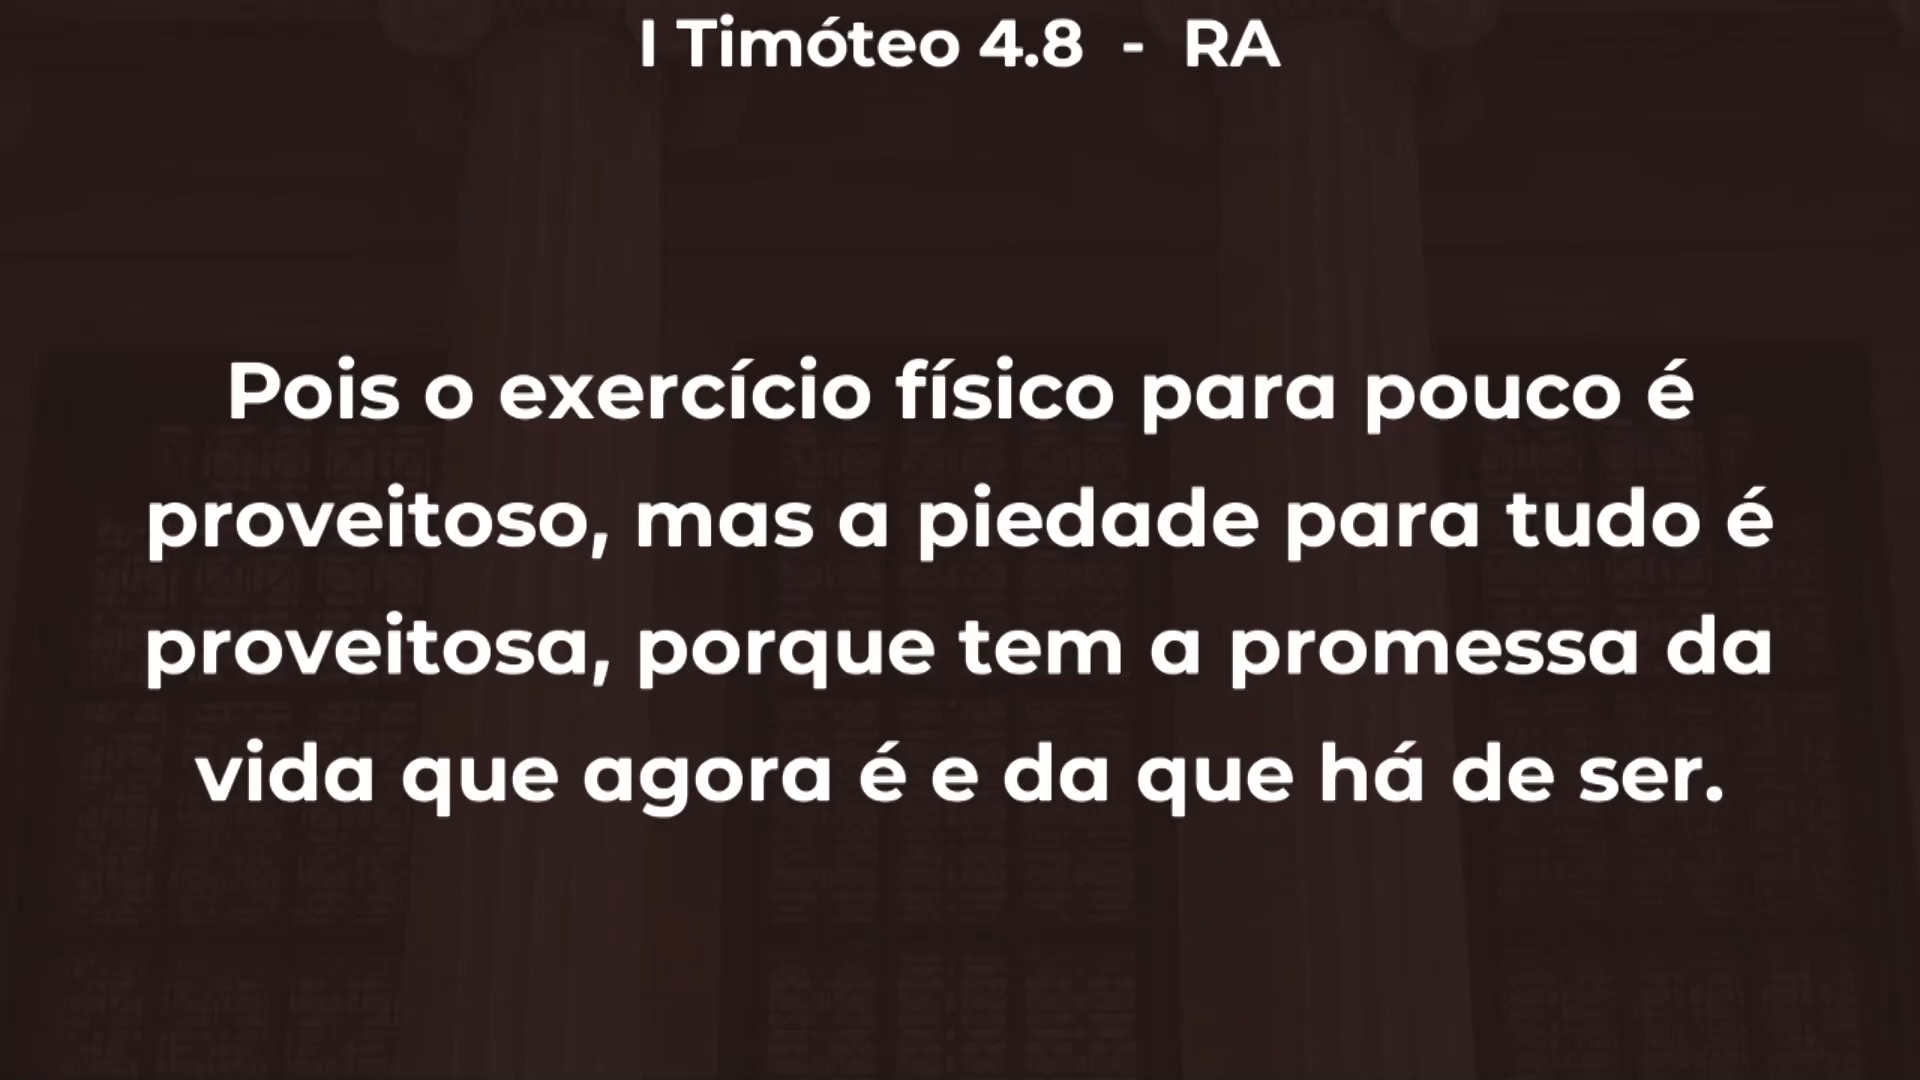 I Timóteo 4.8 - RA
Pois o exercício físico para pouco é
proveitoso, mas a piedade para tudo é
proveitosa, porque tem a promessa da
vida que agora é e da que há de ser.